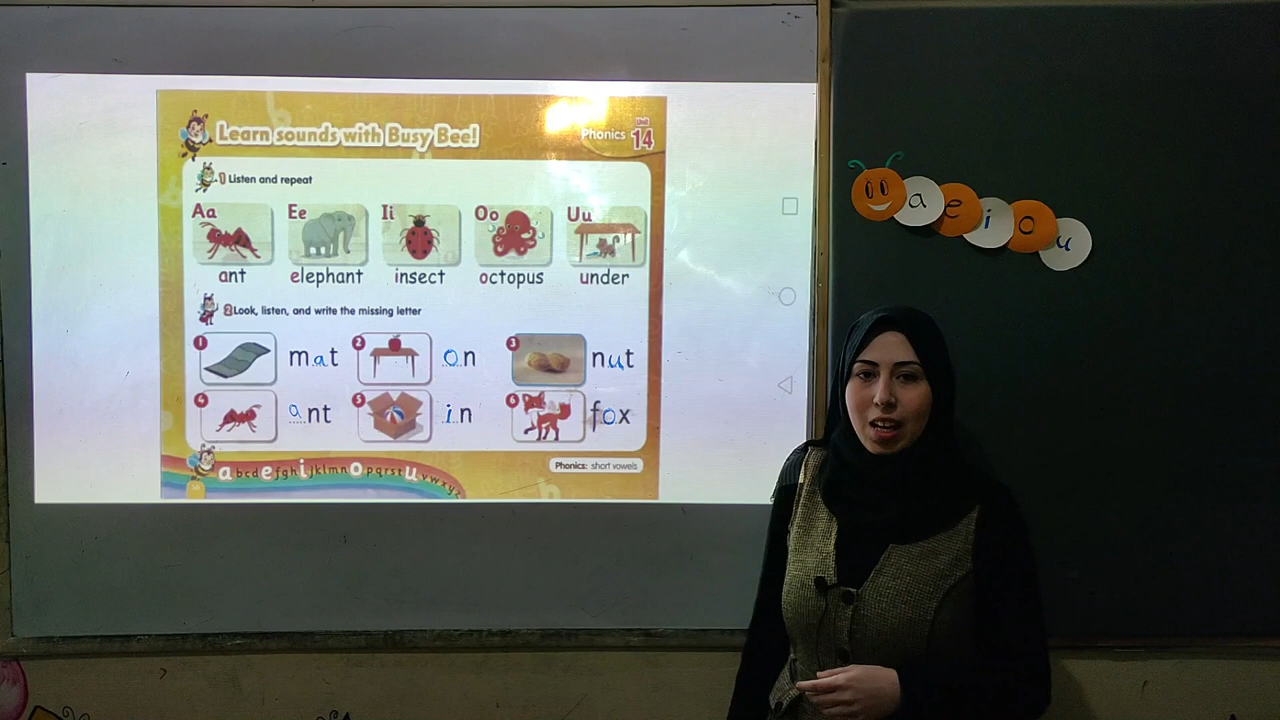 Learn sounds with Busy Bee!
Phonics Unit 14
1 Listen and repeat
Aa Ee Ii Oo Uu
ant elephant insect octopus under
2 Look, listen, and write the missing letter
1 mat 2 on 3 nut
4 ant 5 in 6 fox
a b c d e f g h i j k l m n o p q r s t u v w x y z
Phonics: short vowels
a e i o u